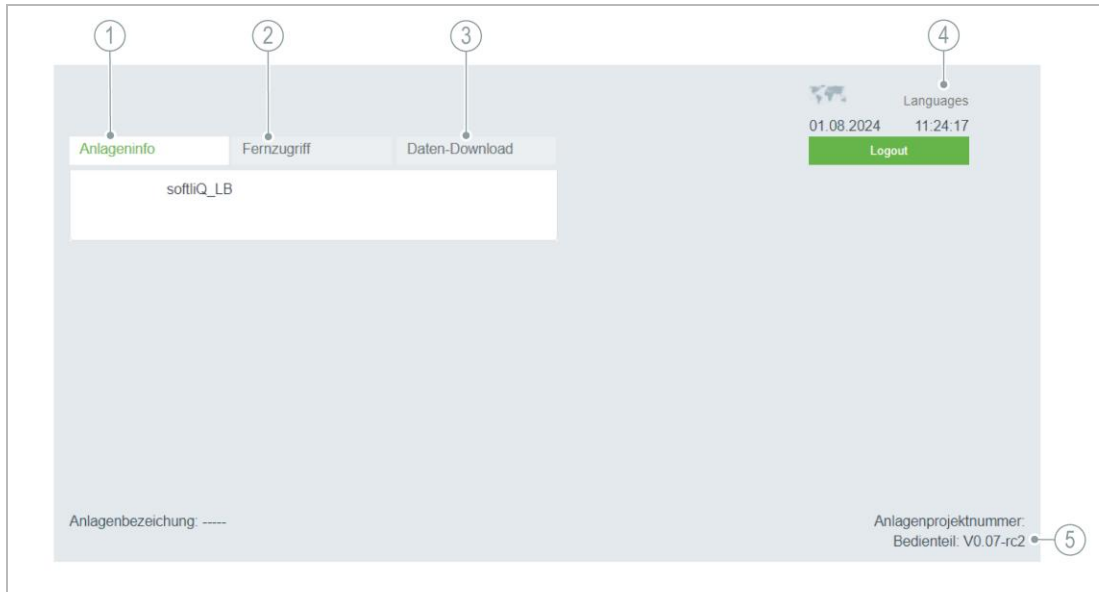 1 2 3 4
Languages
01.08.2024 11:24:17
Anlageninfo Fernzugriff Daten-Download Logout
softliQ_LB
Anlagenbezeichung: ----- Anlagenprojektnummer:
Bedienteil: V0.07-rc2 5